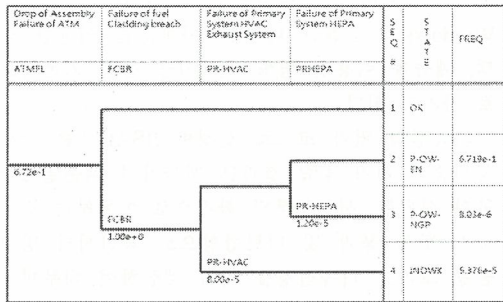 Drop of Assembly
Failure of ATM
Failure of fuel
Cladding breach
Failure of Primary
System HVAC
Exhaust System
Failure of Primary
System HEPA
SEQ #
STATE
FREQ
ATMFL
FCBR
PR-HVAC
PRHEPA
1 OK
6.72e-1
2 P-OW-EN 6.719e-1
FCBR
1.00e+0
PR-HEPA
1.20e-5
3 P-OW-NGP 8.03e-6
PR-HVAC
8.00e-5
4 INOWK 5.376e-5